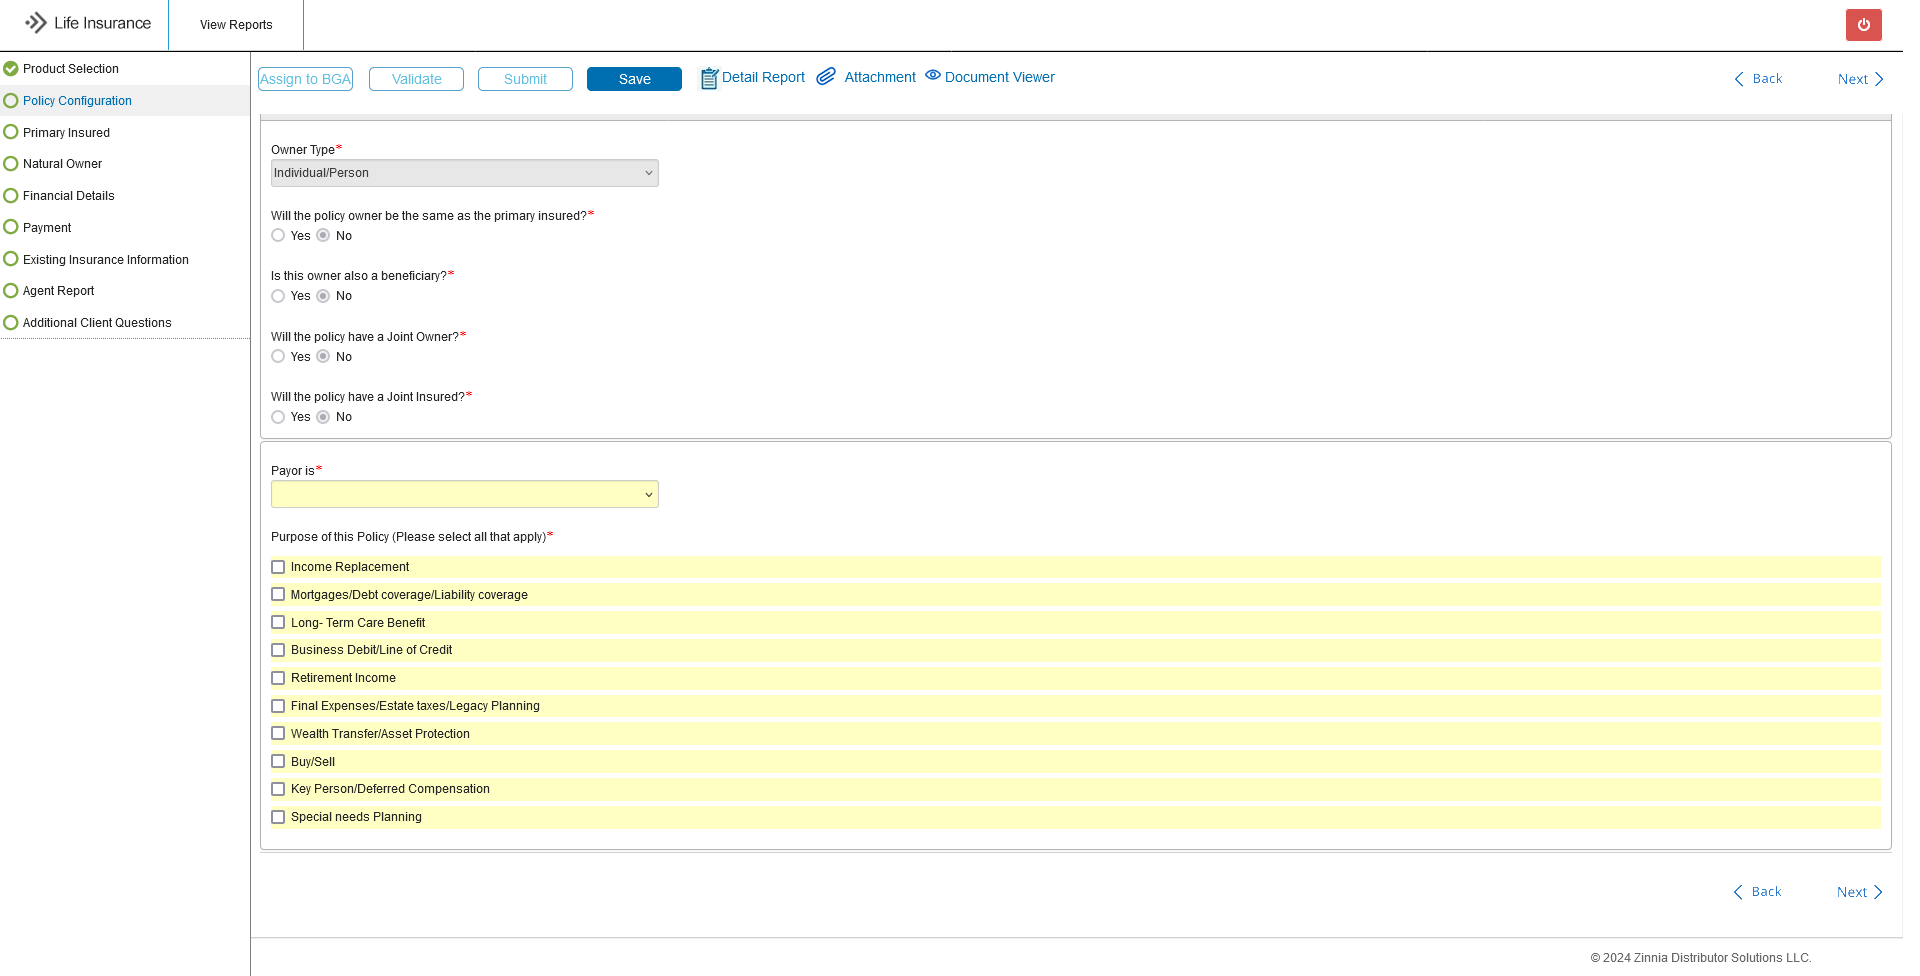 Life Insurance
View Reports
Product Selection
Policy Configuration
Primary Insured
Natural Owner
Financial Details
Payment
Existing Insurance Information
Agent Report
Additional Client Questions
Assign to BGA Validate Submit Save Detail Report Attachment Document Viewer Back Next
Owner Type*
Individual/Person
Will the policy owner be the same as the primary insured?*
Yes No
Is this owner also a beneficiary?*
Yes No
Will the policy have a Joint Owner?*
Yes No
Will the policy have a Joint Insured?*
Yes No
Payor is*
Purpose of this Policy (Please select all that apply)*
Income Replacement
Mortgages/Debt coverage/Liability coverage
Long- Term Care Benefit
Business Debit/Line of Credit
Retirement Income
Final Expenses/Estate taxes/Legacy Planning
Wealth Transfer/Asset Protection
Buy/Sell
Key Person/Deferred Compensation
Special needs Planning
Back Next
© 2024 Zinnia Distributor Solutions LLC.